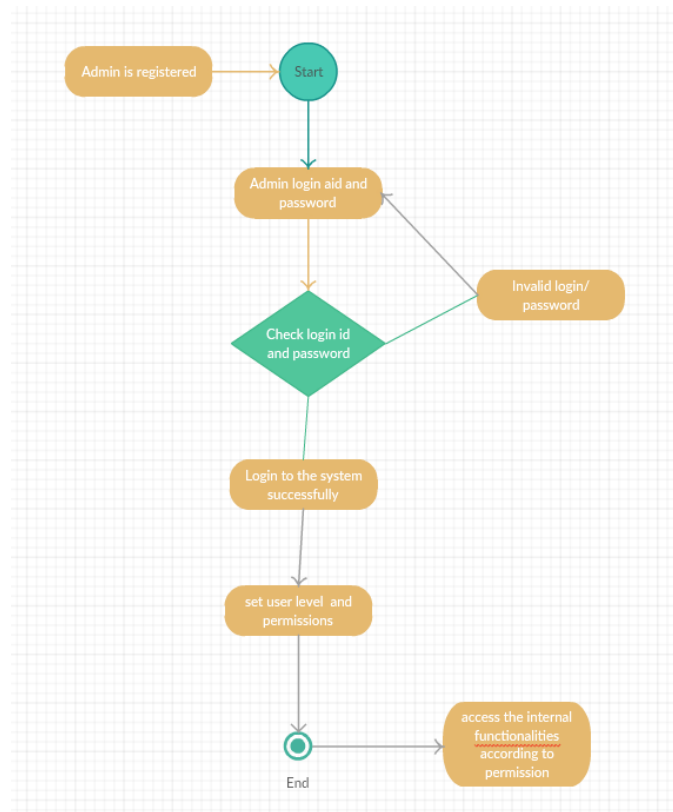 Admin is registered
Start
Admin login aid and
password
Invalid login/
password
Check login id
and password
Login to the system
successfully
set user level and
permissions
access the internal
functionalities
according to
permission
End